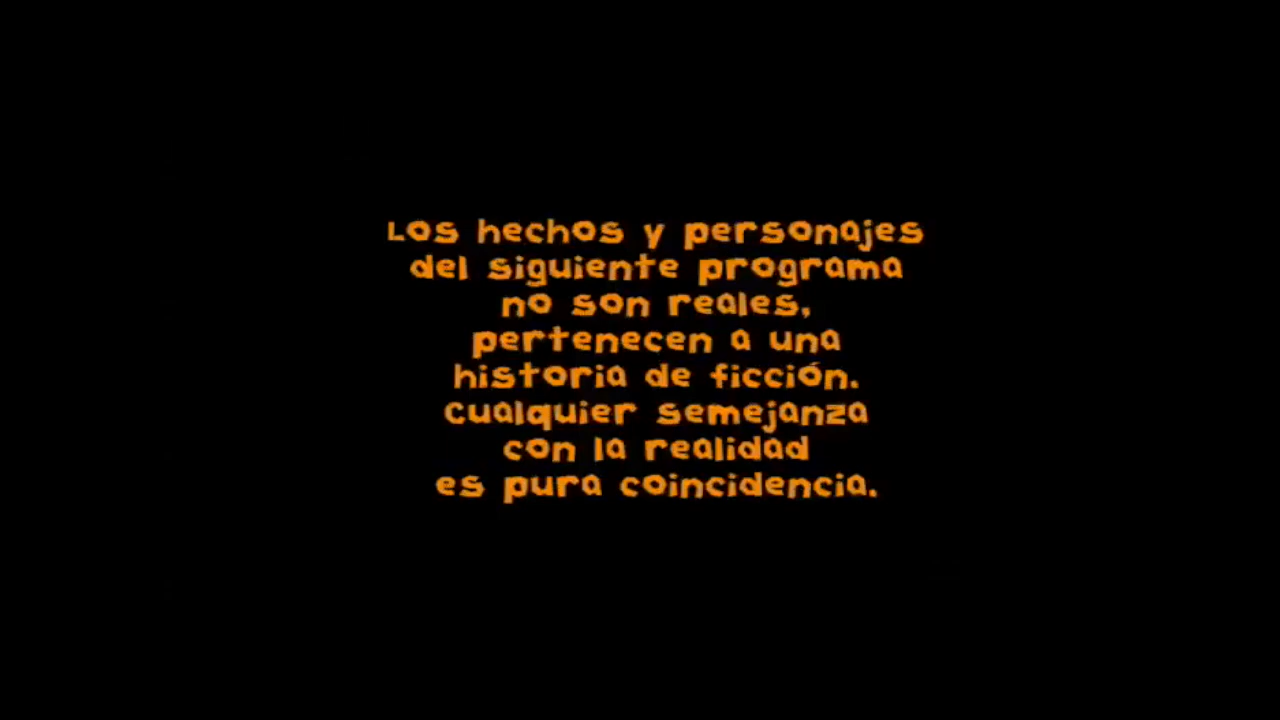 Los hechos y personajes
del siguiente programa
no son reales,
pertenecen a una
historia de ficción.
cualquier semejanza
con la realidad
es pura coincidencia.